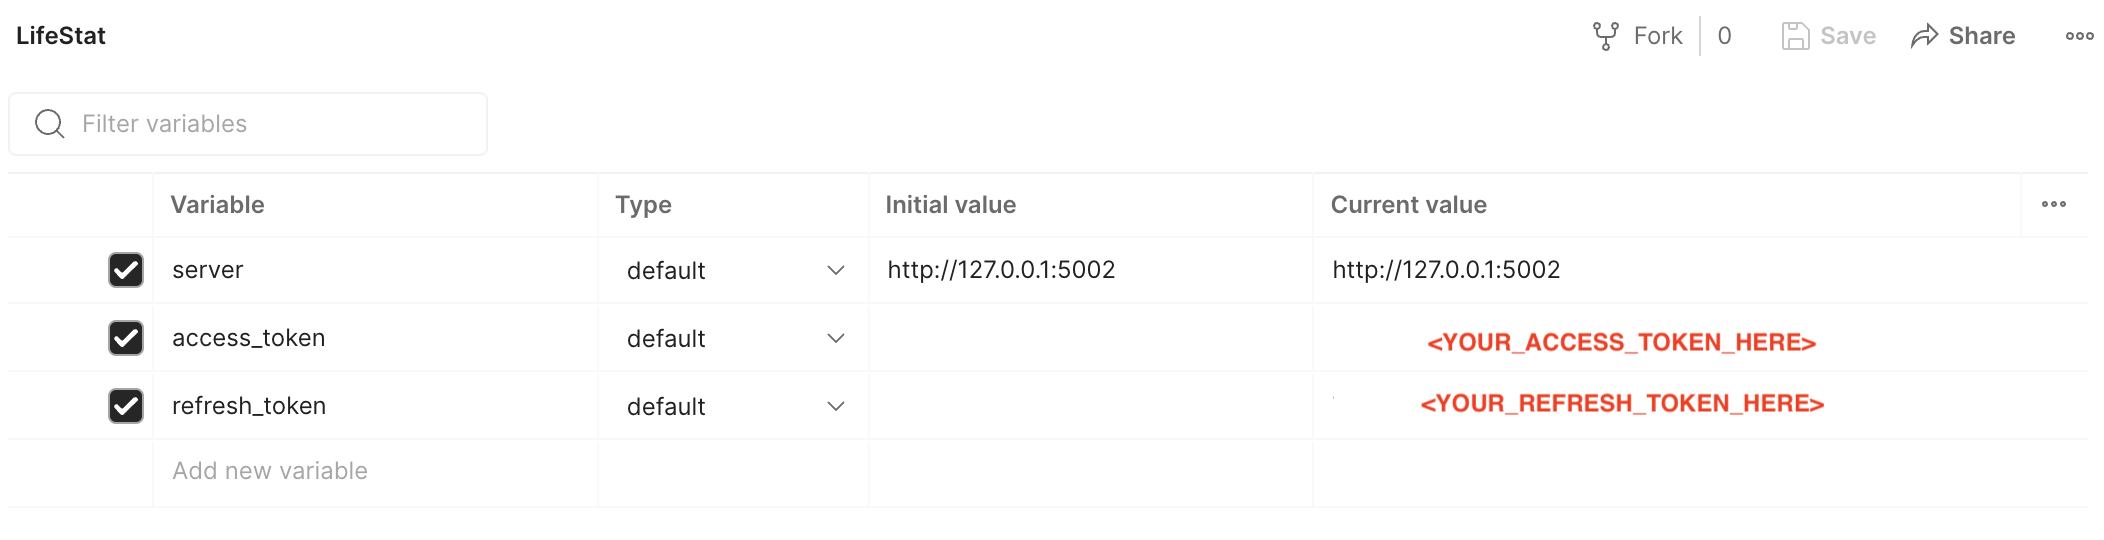 LifeStat Fork 0 Save Share
Filter variables
Variable Type Initial value Current value
server default http://127.0.0.1:5002 http://127.0.0.1:5002
access_token default <YOUR_ACCESS_TOKEN_HERE>
refresh_token default <YOUR_REFRESH_TOKEN_HERE>
Add new variable